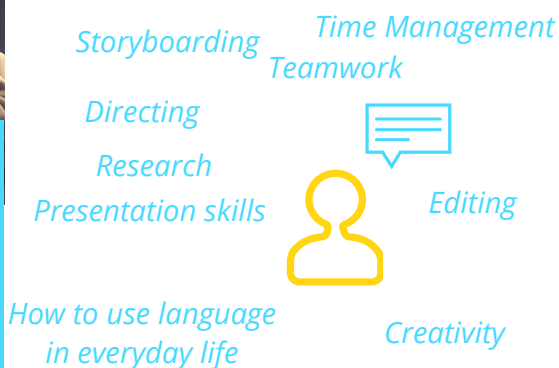 Time Management
Storyboarding
Teamwork
Directing
Research
Presentation skills
Editing
How to use language
in everyday life
Creativity